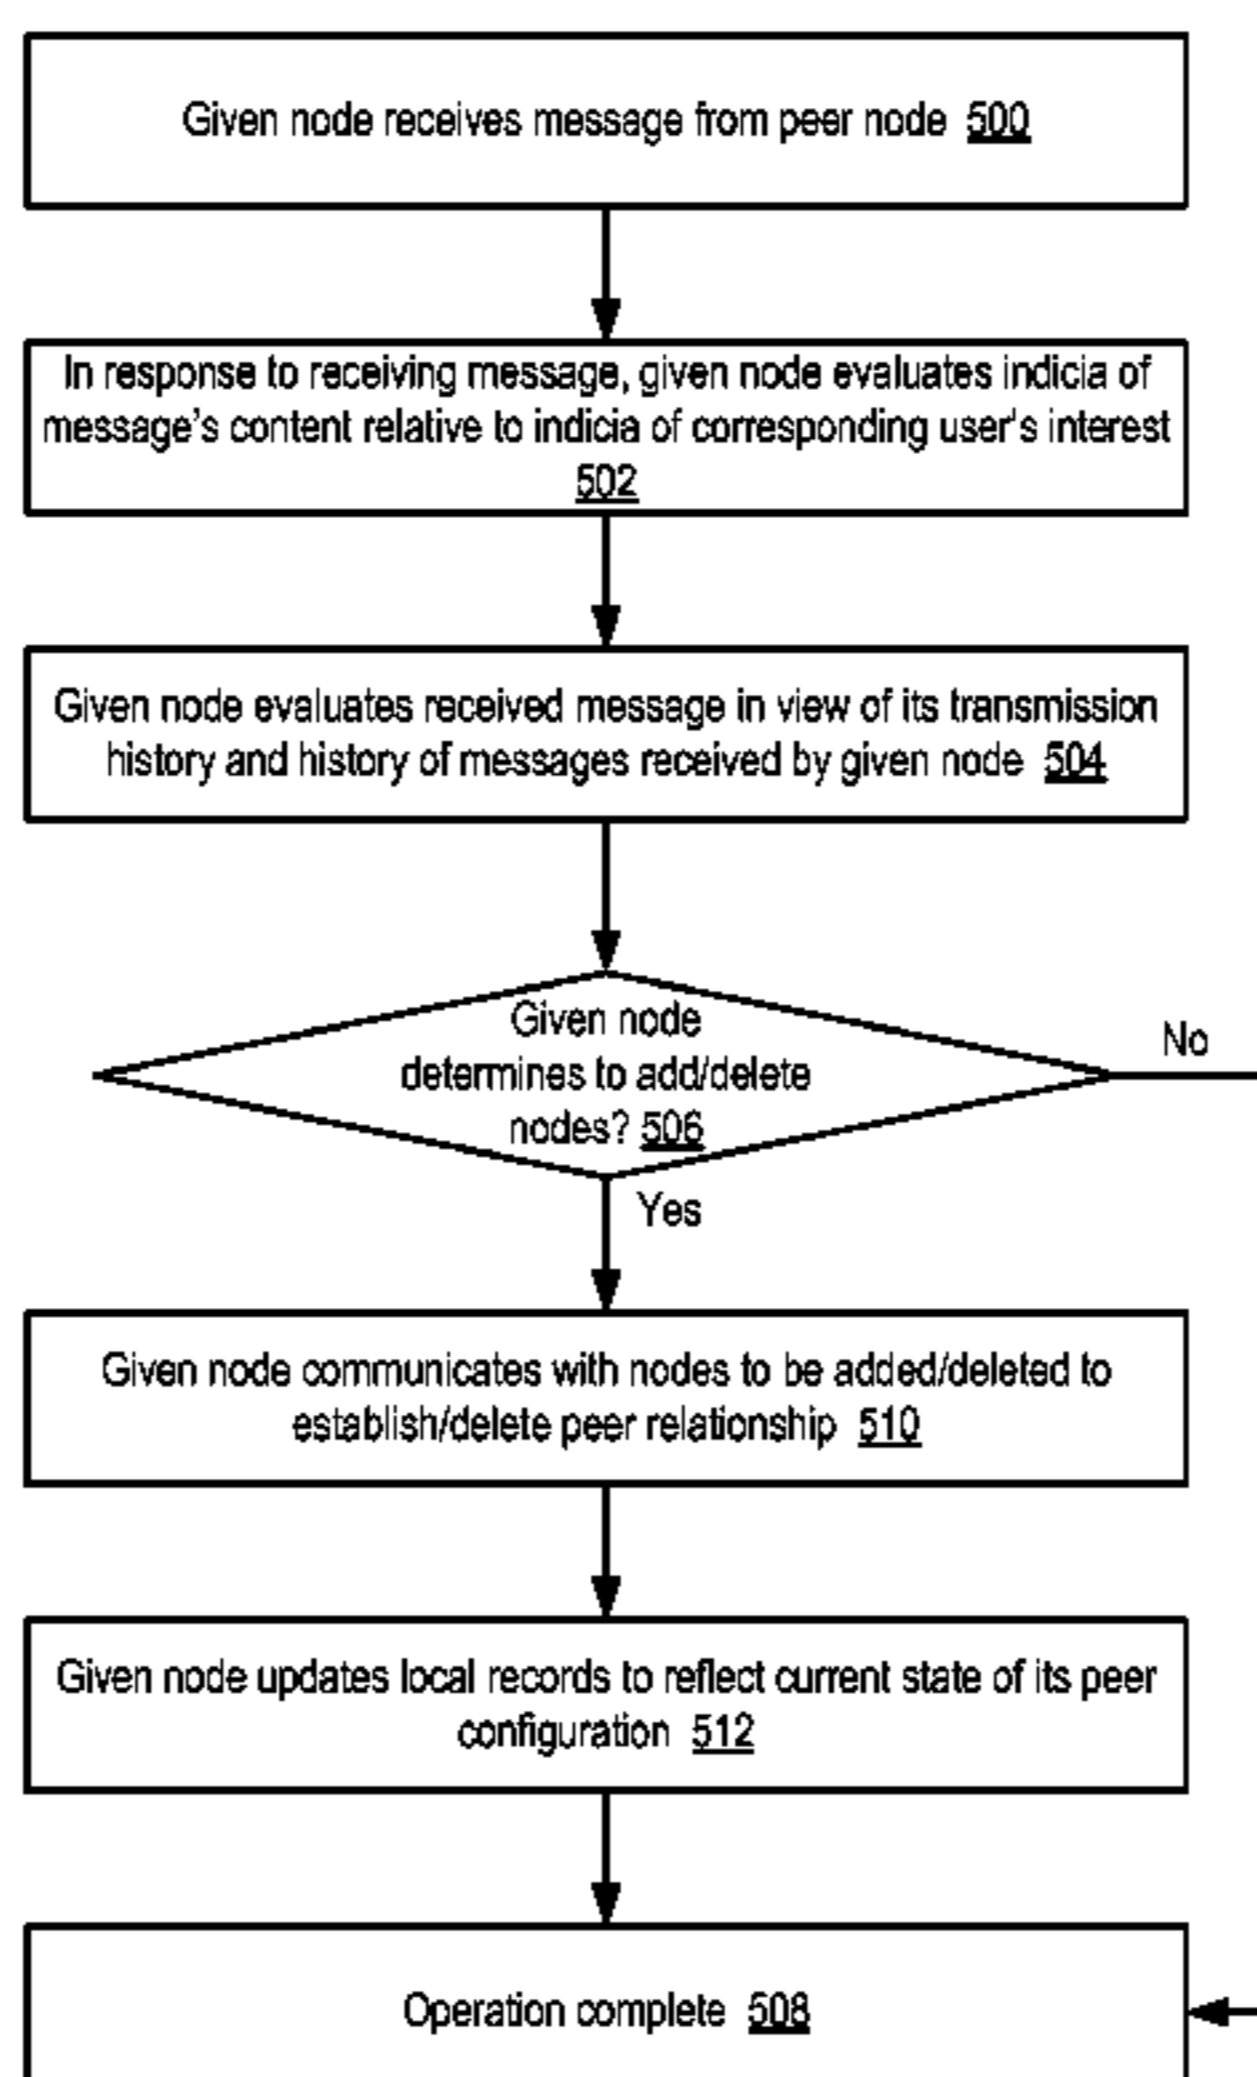 Given node receives message from peer node 500
In response to receiving message, given node evaluates indicia of
message's content relative to indicia of corresponding user's interest
502
Given node evaluates received message in view of its transmission
history and history of messages received by given node 504
Given node
determines to add/delete
nodes? 506
No
Yes
Given node communicates with nodes to be added/deleted to
establish/delete peer relationship 510
Given node updates local records to reflect current state of its peer
configuration 512
Operation complete 508